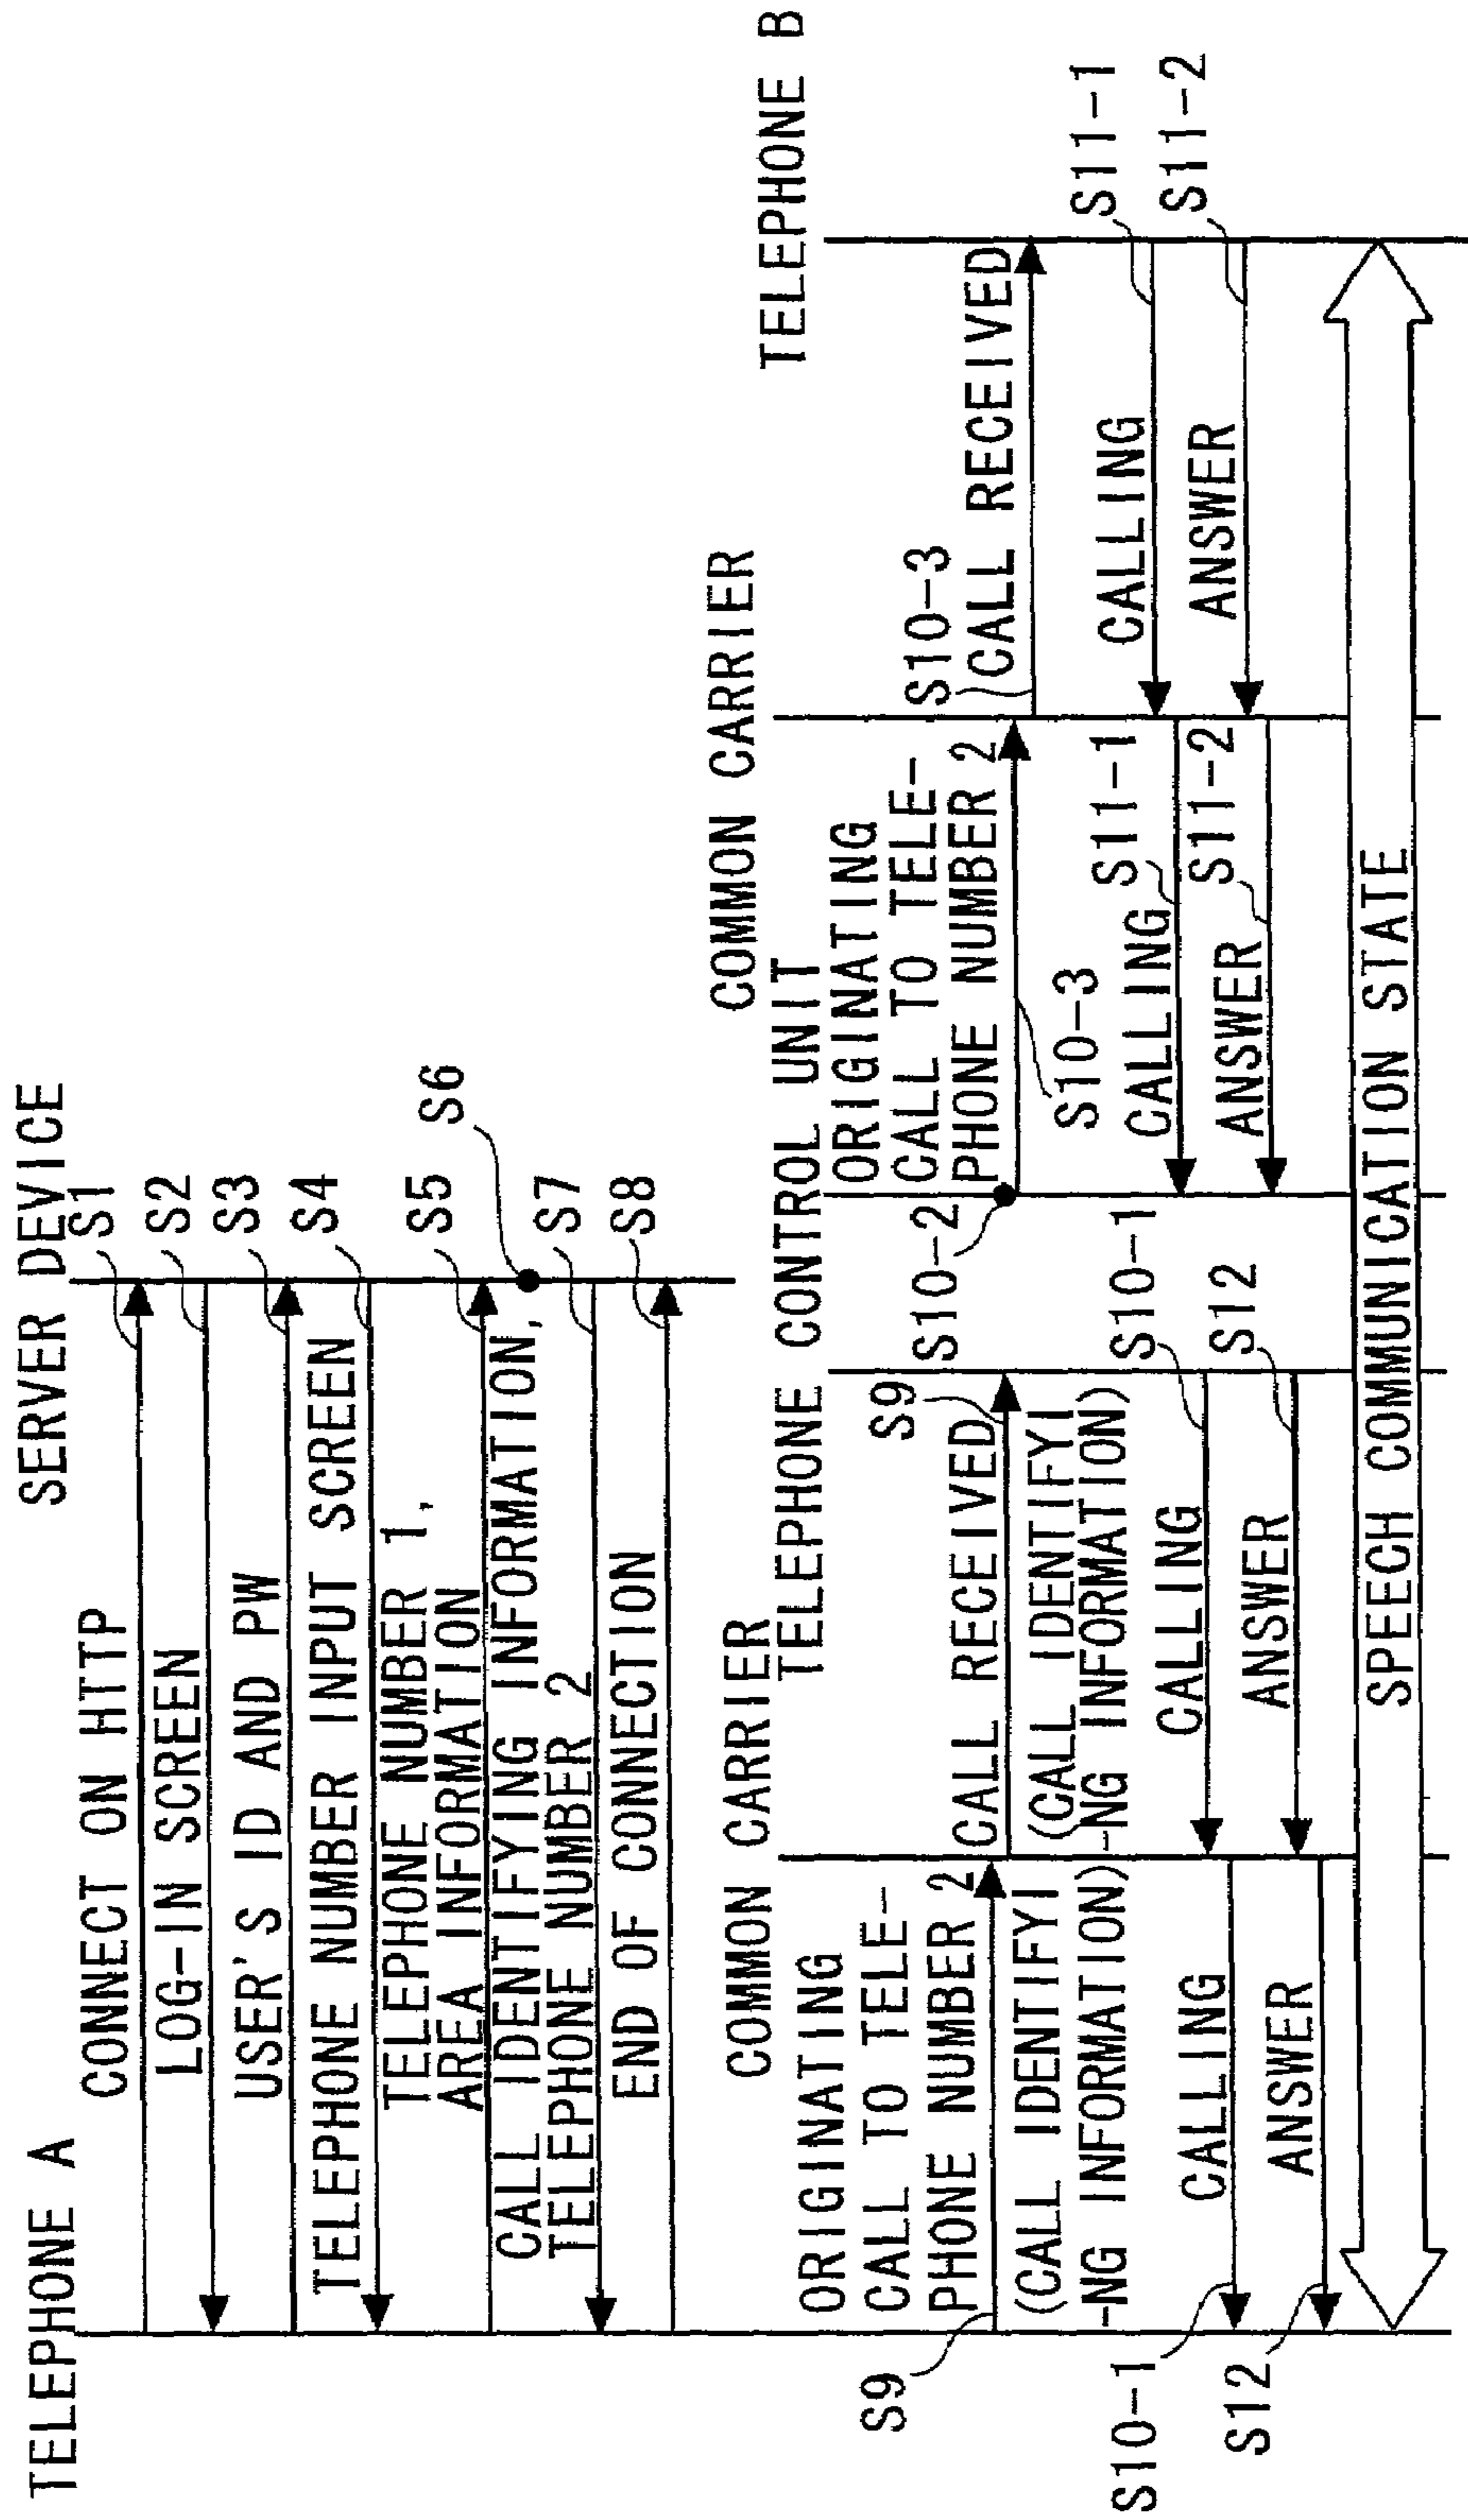 TELEPHONE A
SERVER DEVICE
CONNECT ON HTTP
S1
LOG-IN SCREEN
S2
USER'S ID AND PW
S3
TELEPHONE NUMBER INPUT SCREEN
S4
TELEPHONE NUMBER 1,
AREA INFORMATION
S5
S6
CALL IDENTIFYING INFORMATION,
TELEPHONE NUMBER 2
S7
END OF CONNECTION
S8
COMMON CARRIER
TELEPHONE CONTROL UNIT
COMMON CARRIER
TELEPHONE B
S9
ORIGINATING
CALL TO TELE-
PHONE NUMBER 2
(CALL IDENTIFYI
-NG INFORMATION)
S9
CALL RECEIVED
(CALL IDENTIFYI
-NG INFORMATION)
S10-2
ORIGINATING
CALL TO TELE-
PHONE NUMBER 2
S10-3
S10-3
CALL RECEIVED
S10-1
CALLING
CALLING
S10-1
CALLING
S11-1
CALLING
S11-1
S12
ANSWER
ANSWER
S12
ANSWER
S11-2
ANSWER
S11-2
SPEECH COMMUNICATION STATE